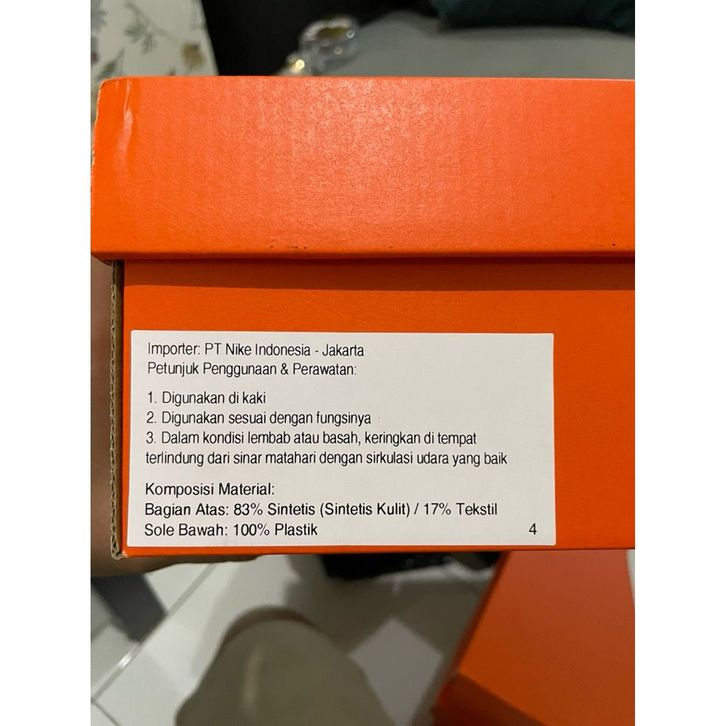 Importer: PT Nike Indonesia - Jakarta
Petunjuk Penggunaan & Perawatan:
1. Digunakan di kaki
2. Digunakan sesuai dengan fungsinya
3. Dalam kondisi lembab atau basah, keringkan di tempat
terlindung dari sinar matahari dengan sirkulasi udara yang baik
Komposisi Material:
Bagian Atas: 83% Sintetis (Sintetis Kulit) / 17% Tekstil
Sole Bawah: 100% Plastik 4